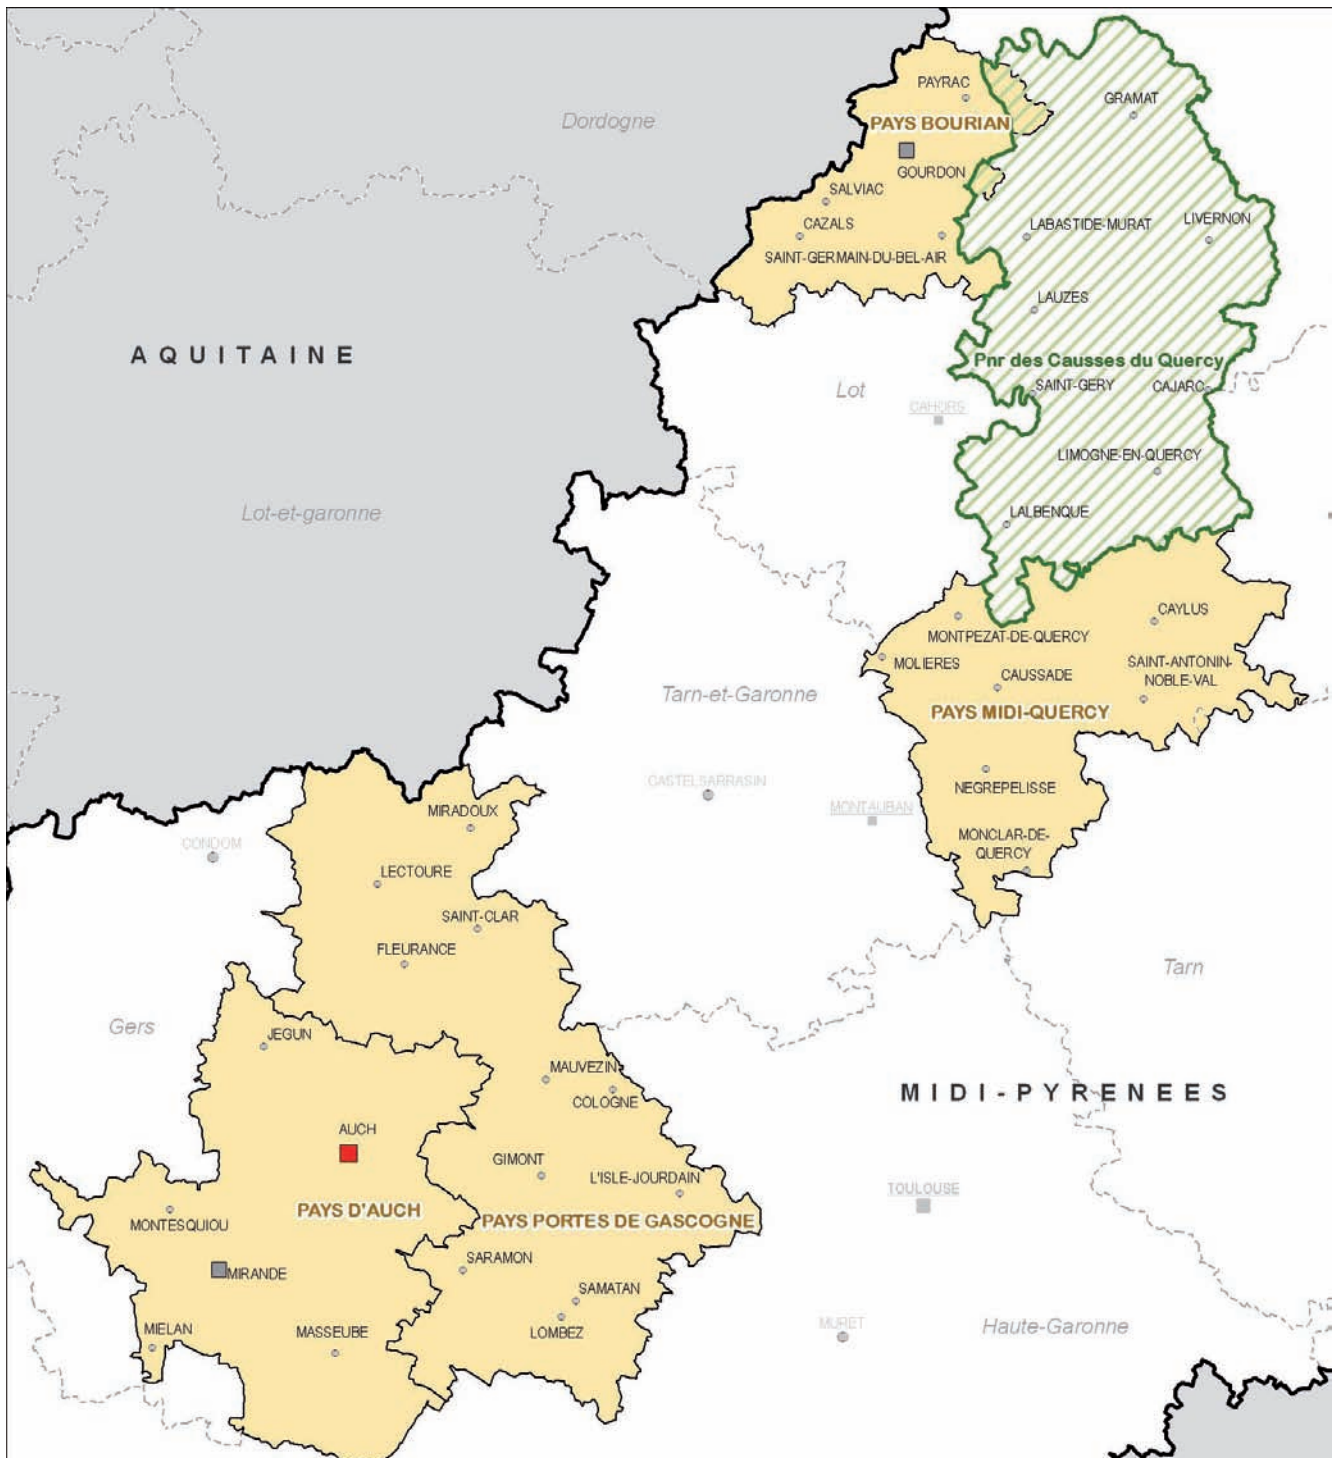 PAYRAC
GRAMAT
Dordogne
PAYS BOURIAN
GOURDON
SALVIAC
CAZALS
LABASTIDE-MURAT
LIVERNON
SAINT-GERMAIN-DU-BEL-AIR
LAUZES
AQUITAINE
Pnr des Causses du Quercy
Lot
SAINT-GERY
CAJARC
CAHORS
LIMOGNE-EN-QUERCY
Lot-et-garonne
LALBENQUE
CAYLUS
MONTPEZAT-DE-QUERCY
MOLIERES
SAINT-ANTONIN-
NOBLE-VAL
CAUSSADE
Tarn-et-Garonne
PAYS MIDI-QUERCY
CASTELSARRASIN
NEGREPELISSE
MONTAUBAN
MIRADOUX
MONCLAR-DE-
QUERCY
CONDOM
LECTOURE
SAINT-CLAR
FLEURANCE
Tarn
Gers
JEGUN
MAUVEZIN
COLOGNE
MIDI-PYRENEES
AUCH
GIMONT
L'ISLE-JOURDAIN
TOULOUSE
PAYS D'AUCH
PAYS PORTES DE GASCOGNE
MONTESQUIOU
SARAMON
MIRANDE
SAMATAN
MIELAN
MASSEUBE
LOMBEZ
MURET
Haute-Garonne